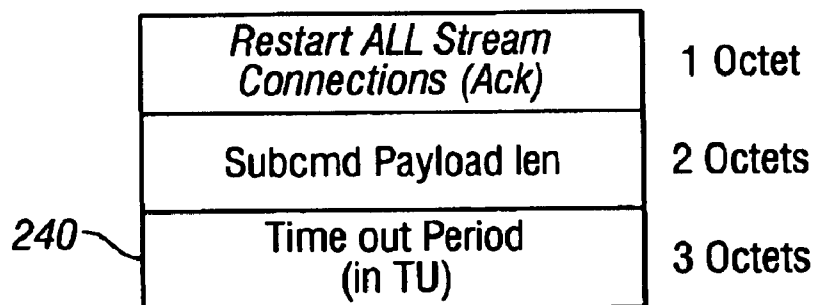 Restart ALL Stream
Connections (Ack)
1 Octet
Subcmd Payload len
2 Octets
240
Time out Period
(in TU)
3 Octets